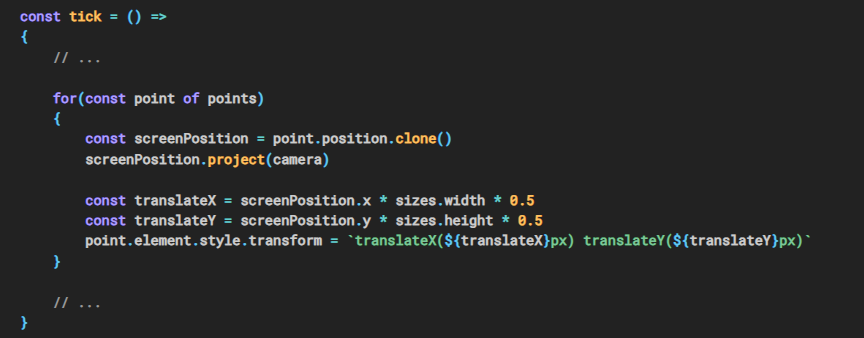 const tick = () =>
{
    // ...

    for(const point of points)
    {
        const screenPosition = point.position.clone()
        screenPosition.project(camera)

        const translateX = screenPosition.x * sizes.width * 0.5
        const translateY = screenPosition.y * sizes.height * 0.5
        point.element.style.transform = `translateX(${translateX}px) translateY(${translateY}px)`
    }

    // ...
}